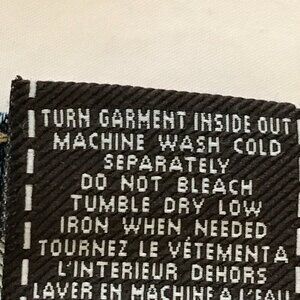 TURN GARMENT INSIDE OUT
MACHINE WASH COLD
SEPARATELY
DO NOT BLEACH
TUMBLE DRY LOW
IRON WHEN NEEDED
TOURNEZ LE VÉTEMENTA
L'INTERIEUR DEHORS
LAVER EN MACHINE A L'EAU